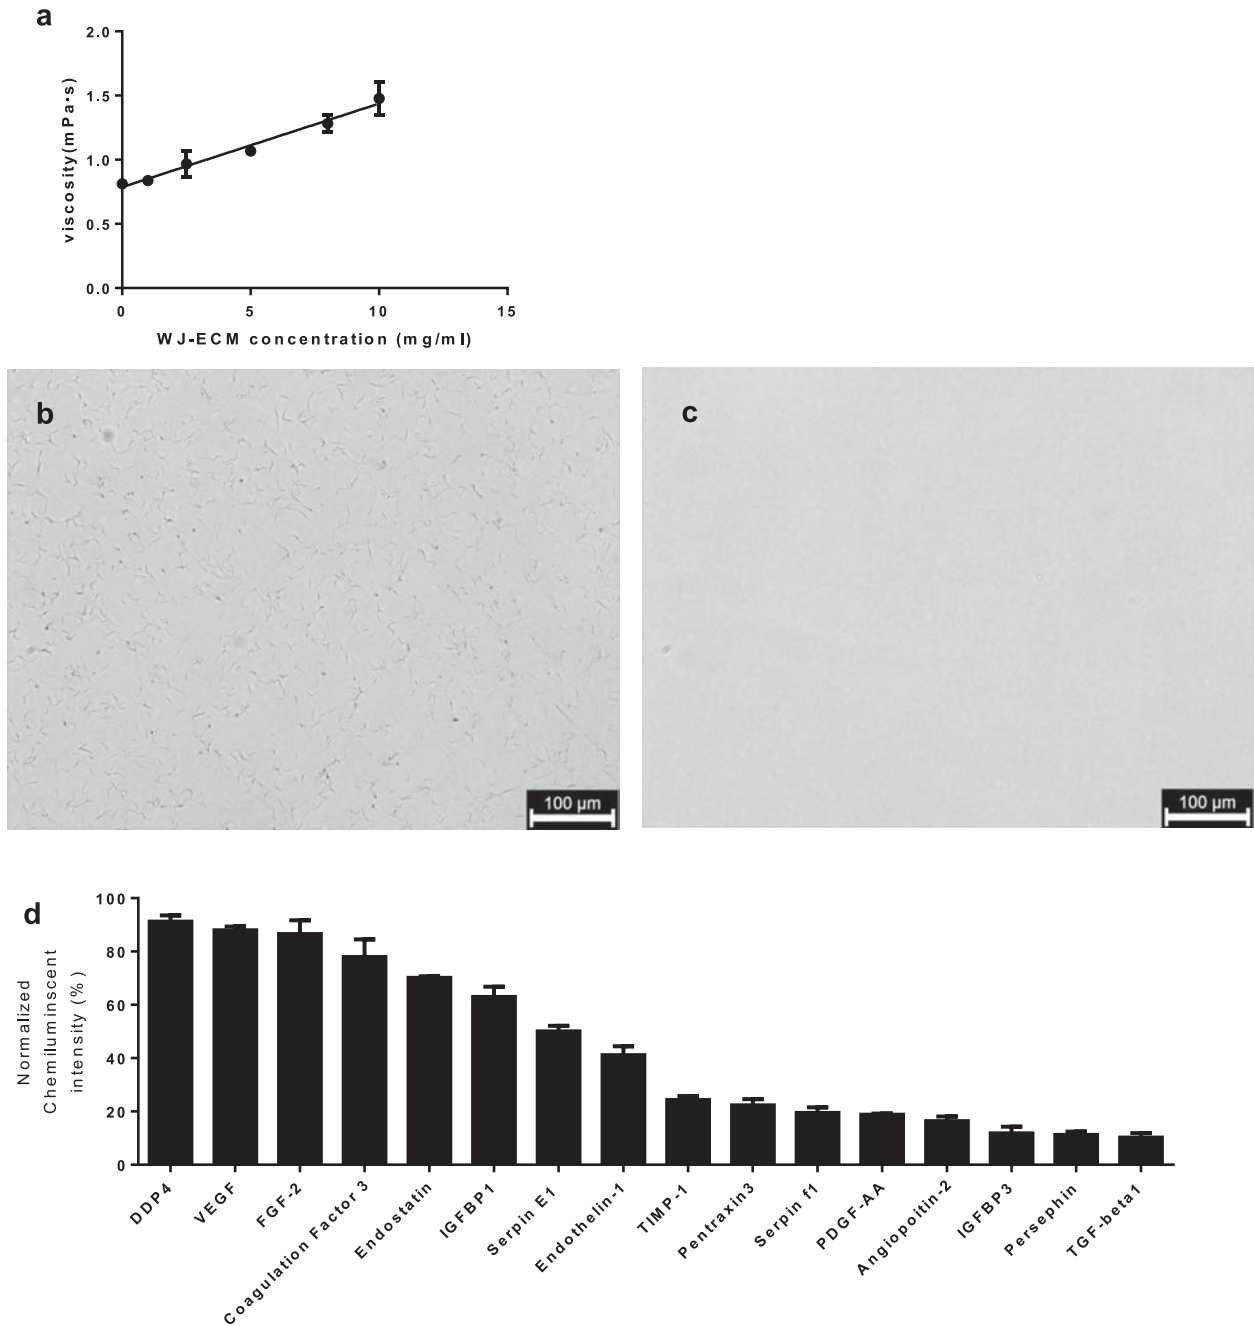 a
2.0
1.5
1.0
0.5
0.0
viscosity(mPa·s)
0 5 10 15
WJ-ECM concentration (mg/ml)
b
100 µm
c
100 µm
d
100
80
60
40
20
0
Normalized
Chemiluminscent
intensity (%)
DDP4
VEGF
FGF-2
Coagulation Factor 3
Endostatin
IGFBP1
Serpin E1
Endothelin-1
TIMP-1
Pentraxin3
Serpin f1
PDGF-AA
Angiopoitin-2
IGFBP3
Persephin
TGF-beta1